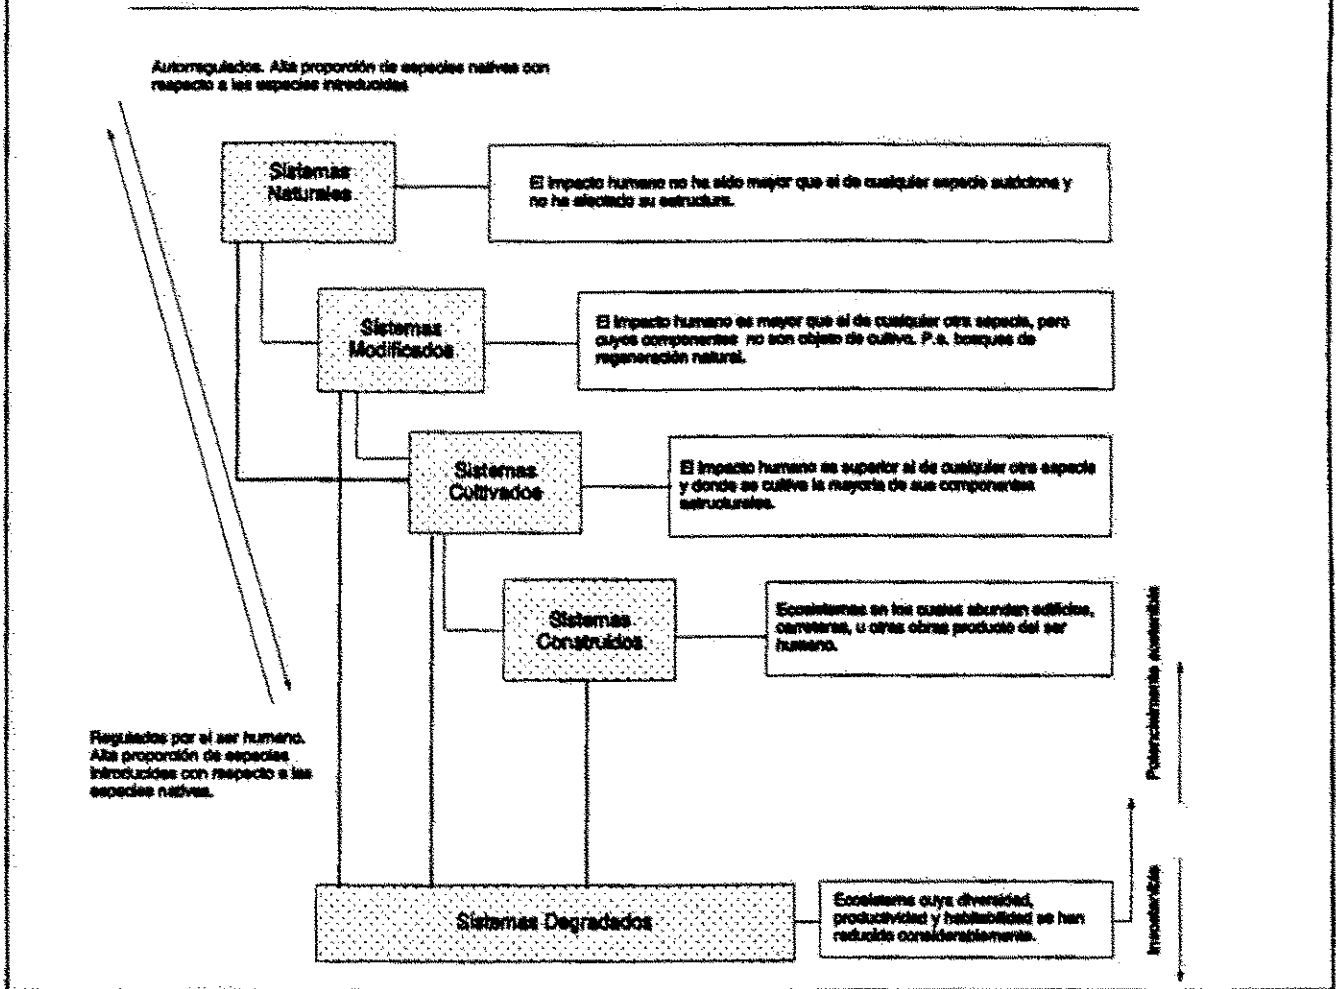 Autorregulados. Alta proporción de especies nativas con
respecto a las especies introducidas
Sistemas
Naturales
El impacto humano no ha sido mayor que el de cualquier especie autóctona y
no ha afectado su estructura.
Sistemas
Modificados
El impacto humano es mayor que el de cualquier otra especie, pero
cuyos componentes no son objeto de cultivo. P.e. bosques de
regeneración natural.
Sistemas
Cultivados
El impacto humano es superior al de cualquier otra especie
y donde se cultiva la mayoría de sus componentes
estructurales.
Sistemas
Construidos.
Ecosistemas en los cuales abundan edificios,
carreteras, u otras obras producto del ser
humano.
Potencialmente sostenible
Regulados por el ser humano.
Alta proporción de especies
introducidas con respecto a las
especies nativas.
Sistemas Degradados
Ecosistema cuya diversidad,
productividad y habitabilidad se han
reducido considerablemente.
Insostenible